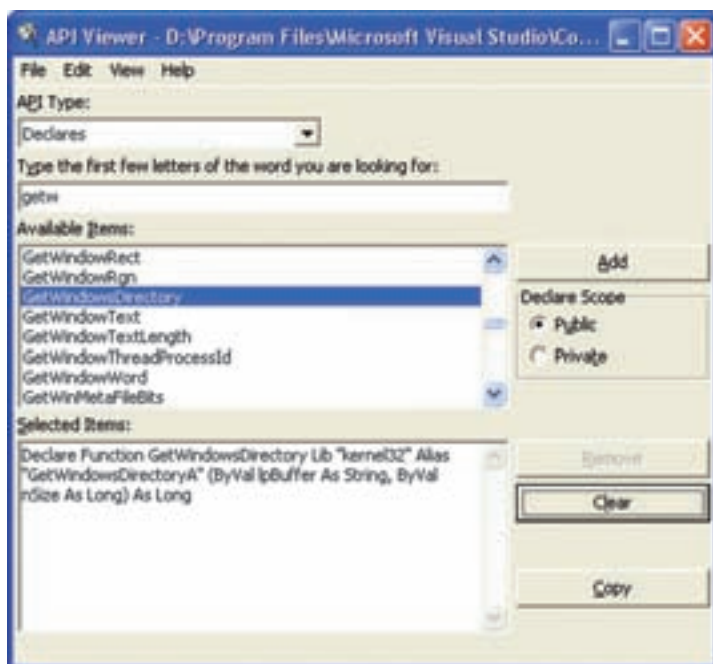 API Viewer - D:\Program Files\Microsoft Visual Studio\Co...
File Edit View Help
API Type:
Declares
Type the first few letters of the word you are looking for:
getw
Available Items:
GetWindowRect
GetWindowRgn
GetWindowsDirectory
GetWindowText
GetWindowTextLength
GetWindowThreadProcessId
GetWindowWord
GetWinMetaFileBits
Add
Declare Scope
Public
Private
Selected Items:
Declare Function GetWindowsDirectory Lib "kernel32" Alias
"GetWindowsDirectoryA" (ByVal lpBuffer As String, ByVal
nSize As Long) As Long
Remove
Clear
Copy